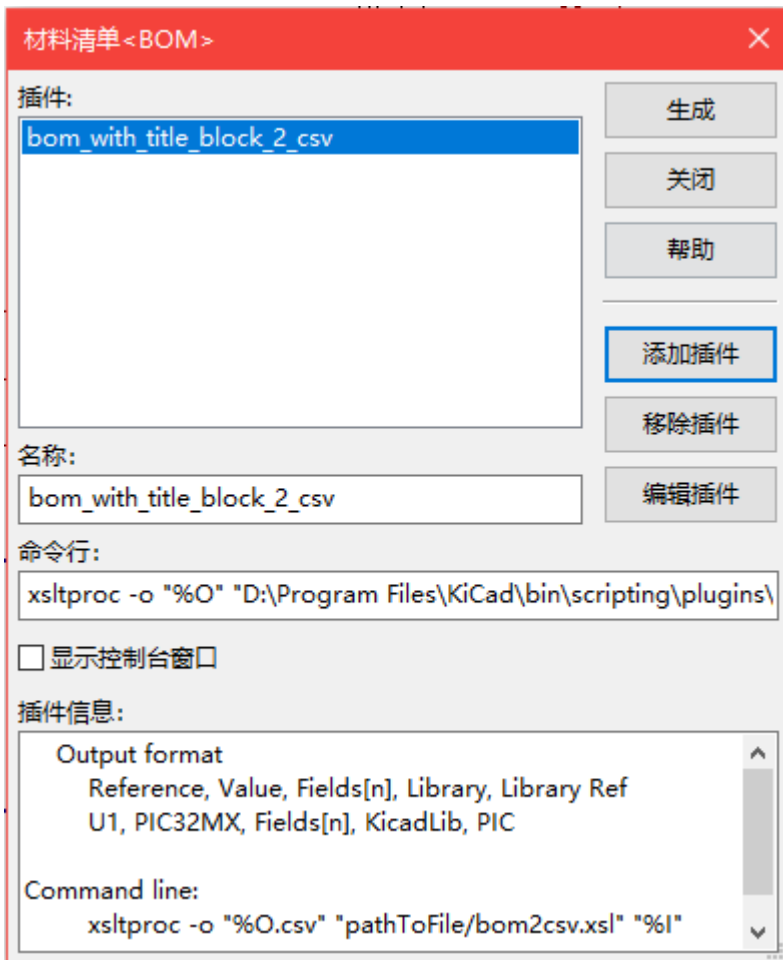 材料清单<BOM>
插件:
bom_with_title_block_2_csv
生成
关闭
帮助
添加插件
移除插件
编辑插件
名称:
bom_with_title_block_2_csv
命令行:
xsltproc -o "%O" "D:\Program Files\KiCad\bin\scripting\plugins\
显示控制台窗口
插件信息:
Output format
Reference, Value, Fields[n], Library, Library Ref
U1, PIC32MX, Fields[n], KicadLib, PIC
Command line:
xsltproc -o "%O.csv" "pathToFile/bom2csv.xsl" "%I"